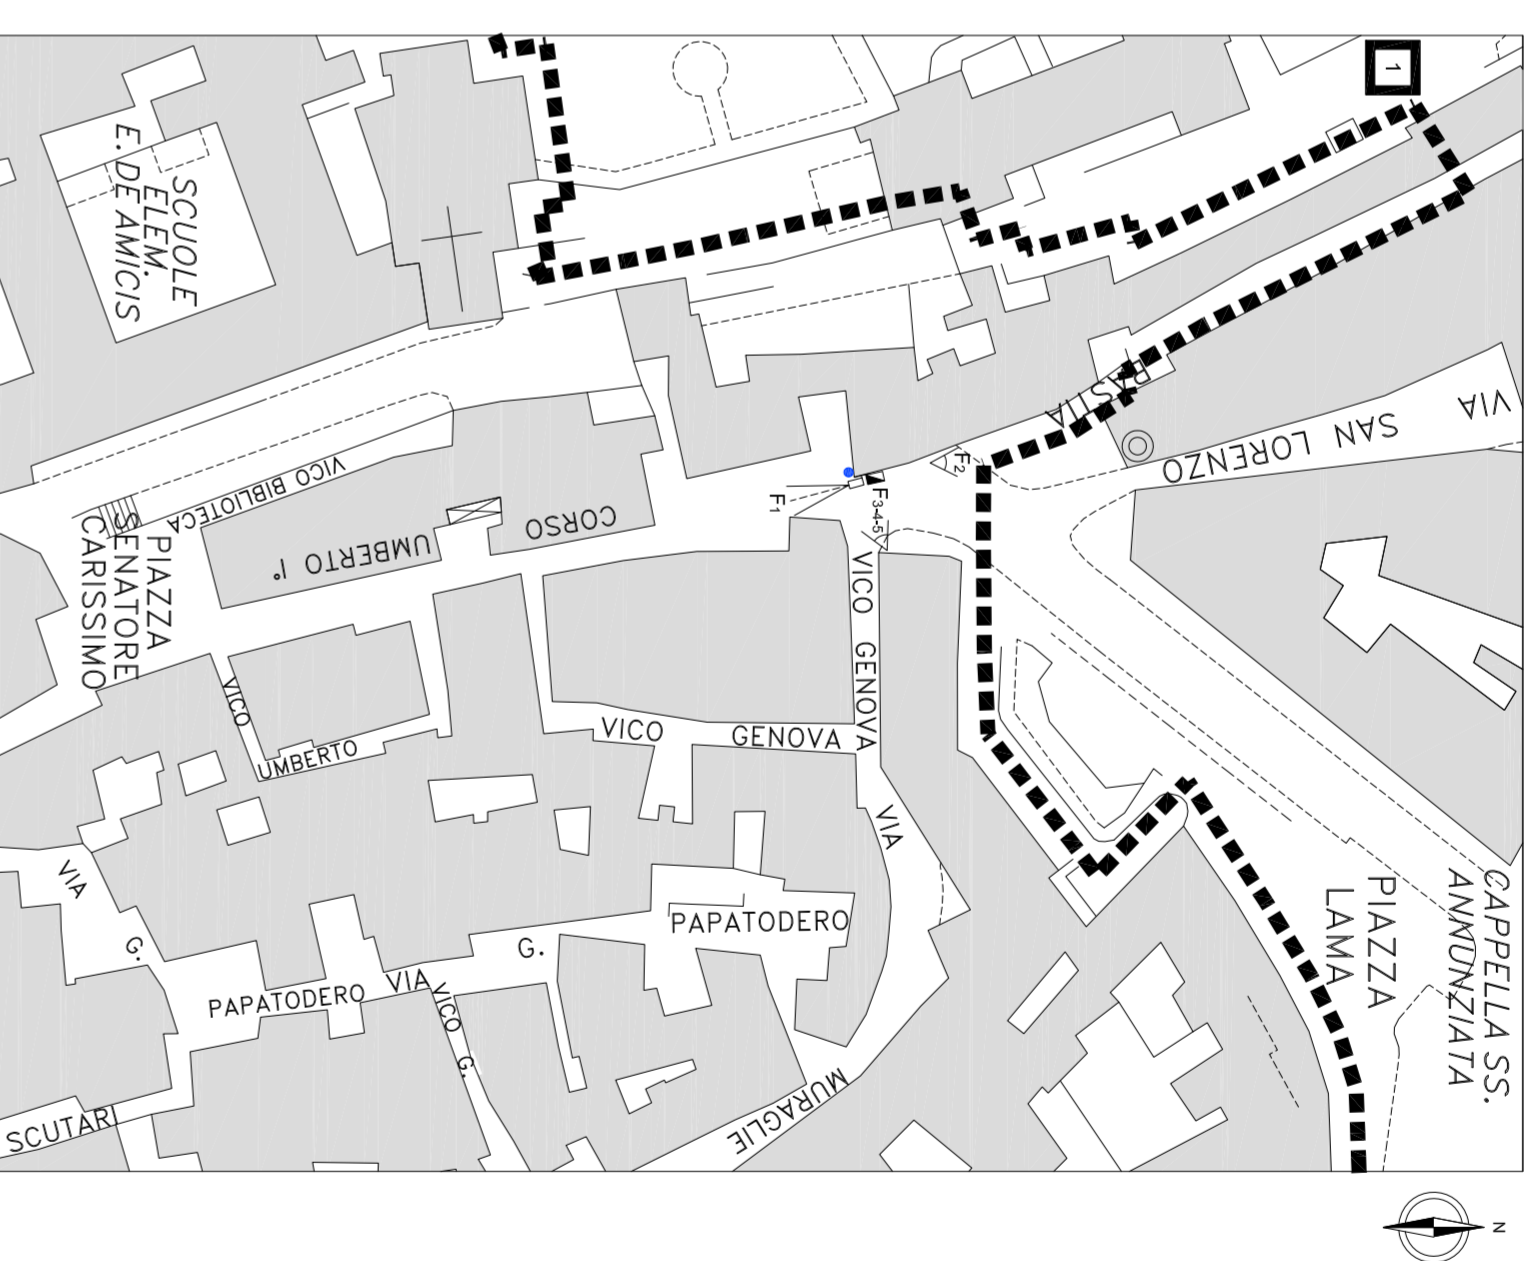 1
SCUOLE
ELEM.
E. DE AMICIS
VIA
SAN LORENZO
VIA
F2
F1
F3-4-5
VICO BIBLIOTECA
CORSO
UMBERTO I°
PIAZZA
SENATORE
CARISSIMO
VICO GENOVA
VICO
UMBERTO
VICO GENOVA
VIA
G.
PAPATODERO
VIA
G.
PAPATODERO
VIA
VICO G.
SCUTARI
MURAGLIE
PIAZZA
LAMA
CAPPELLA SS.
ANNUNZIATA
N